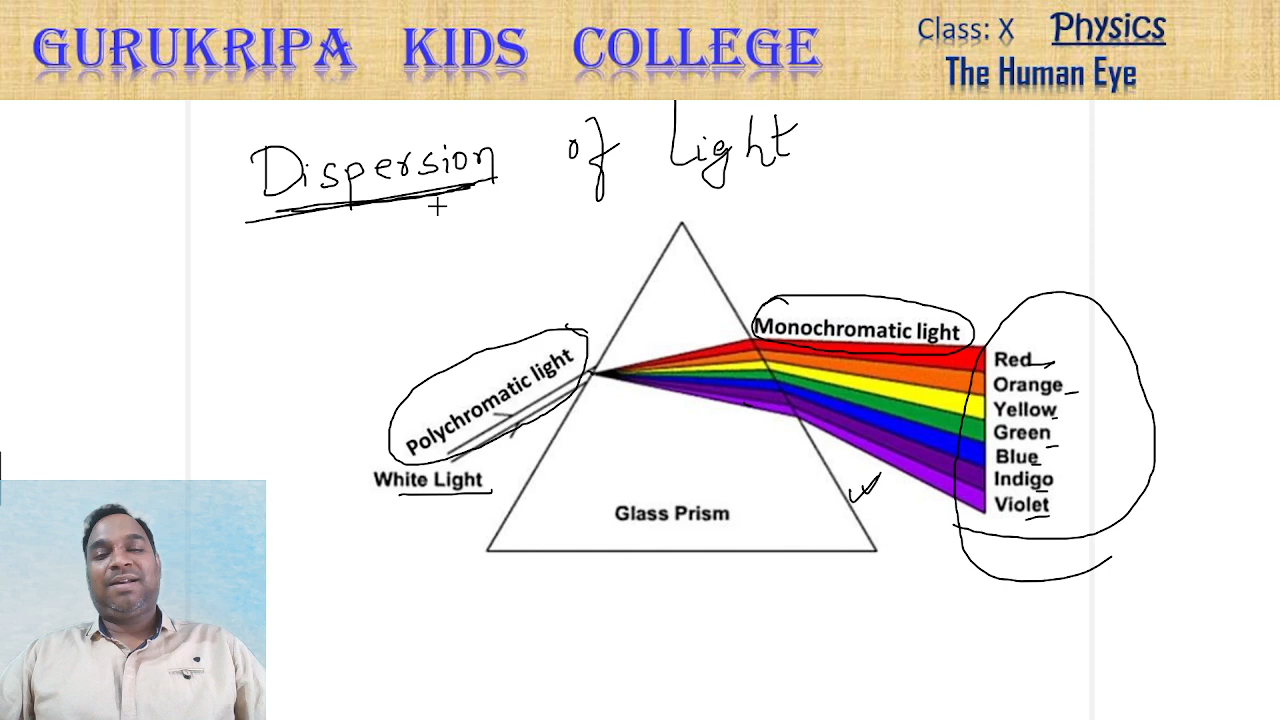 GURUKRIPA KIDS COLLEGE
Class: X Physics
The Human Eye
Dispersion of Light
Monochromatic light
Polychromatic light
White Light
Glass Prism
Red
Orange
Yellow
Green
Blue
Indigo
Violet